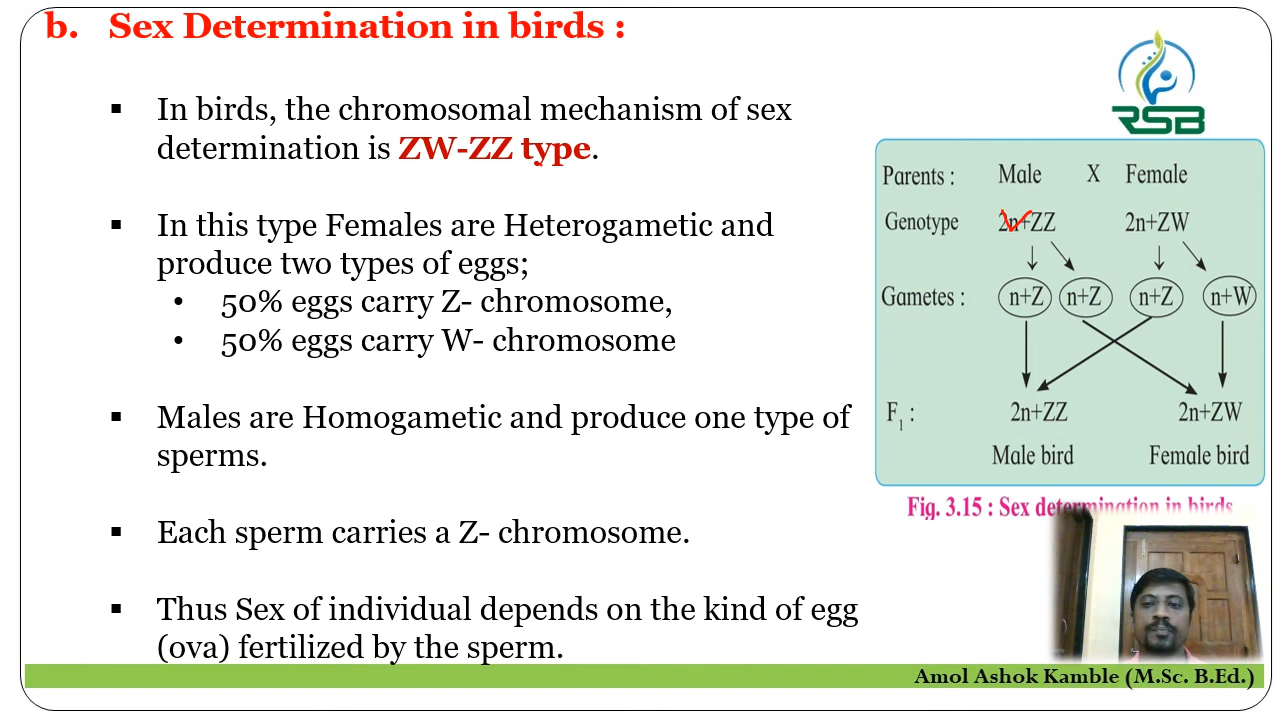 b. Sex Determination in birds :
▪ In birds, the chromosomal mechanism of sex
determination is ZW-ZZ type.
▪ In this type Females are Heterogametic and
produce two types of eggs;
• 50% eggs carry Z- chromosome,
• 50% eggs carry W- chromosome
▪ Males are Homogametic and produce one type of
sperms.
▪ Each sperm carries a Z- chromosome.
▪ Thus Sex of individual depends on the kind of egg
(ova) fertilized by the sperm.
RSB
Parents : Male X Female
Genotype 2n+ZZ 2n+ZW
Gametes : n+Z n+Z n+Z n+W
F1 : 2n+ZZ 2n+ZW
Male bird Female bird
Fig. 3.15 : Sex determination in birds
Amol Ashok Kamble (M.Sc. B.Ed.)